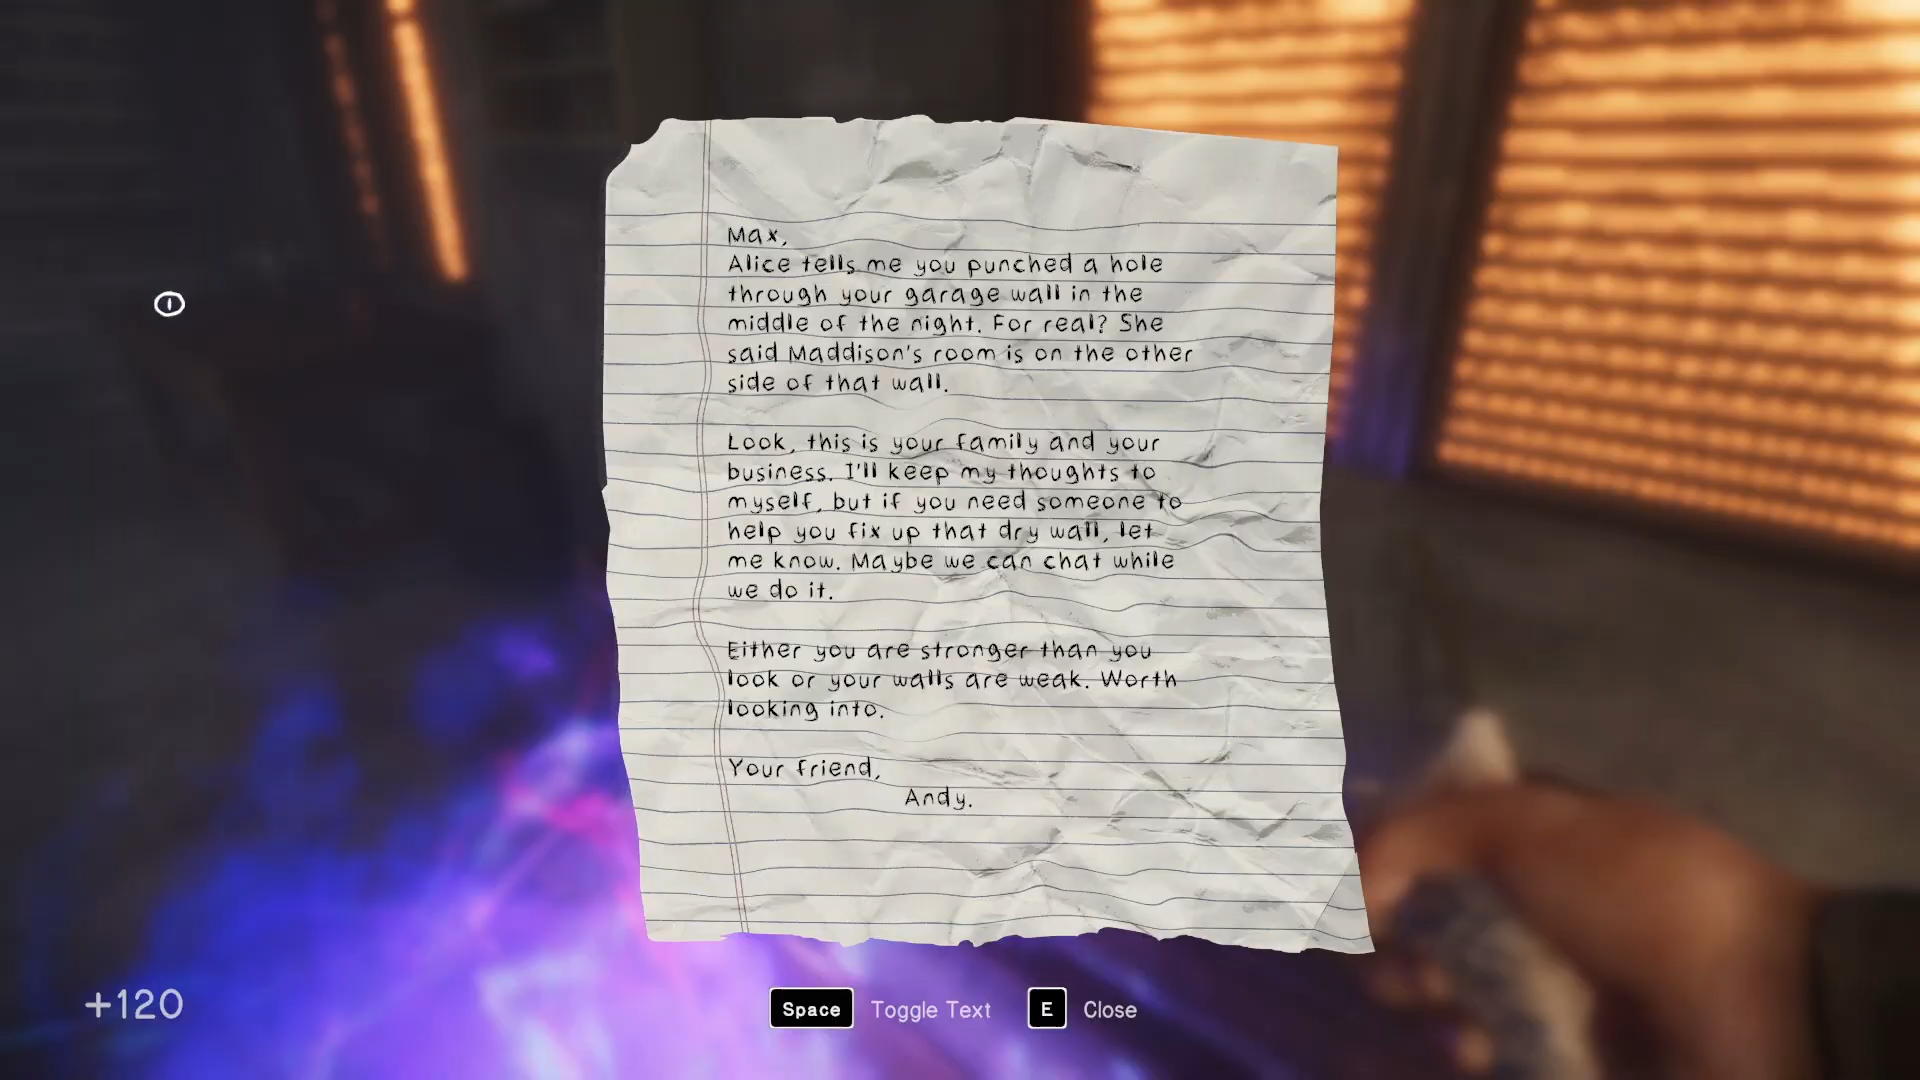 Max,
Alice tells me you punched a hole
through your garage wall in the
middle of the night. For real? She
said Maddison's room is on the other
side of that wall.
Look, this is your family and your
business. I'll keep my thoughts to
myself, but if you need someone to
help you fix up that dry wall, let
me know. Maybe we can chat while
we do it.
Either you are stronger than you
look or your walls are weak. Worth
looking into.
Your friend,
Andy.
+120
Space Toggle Text E Close